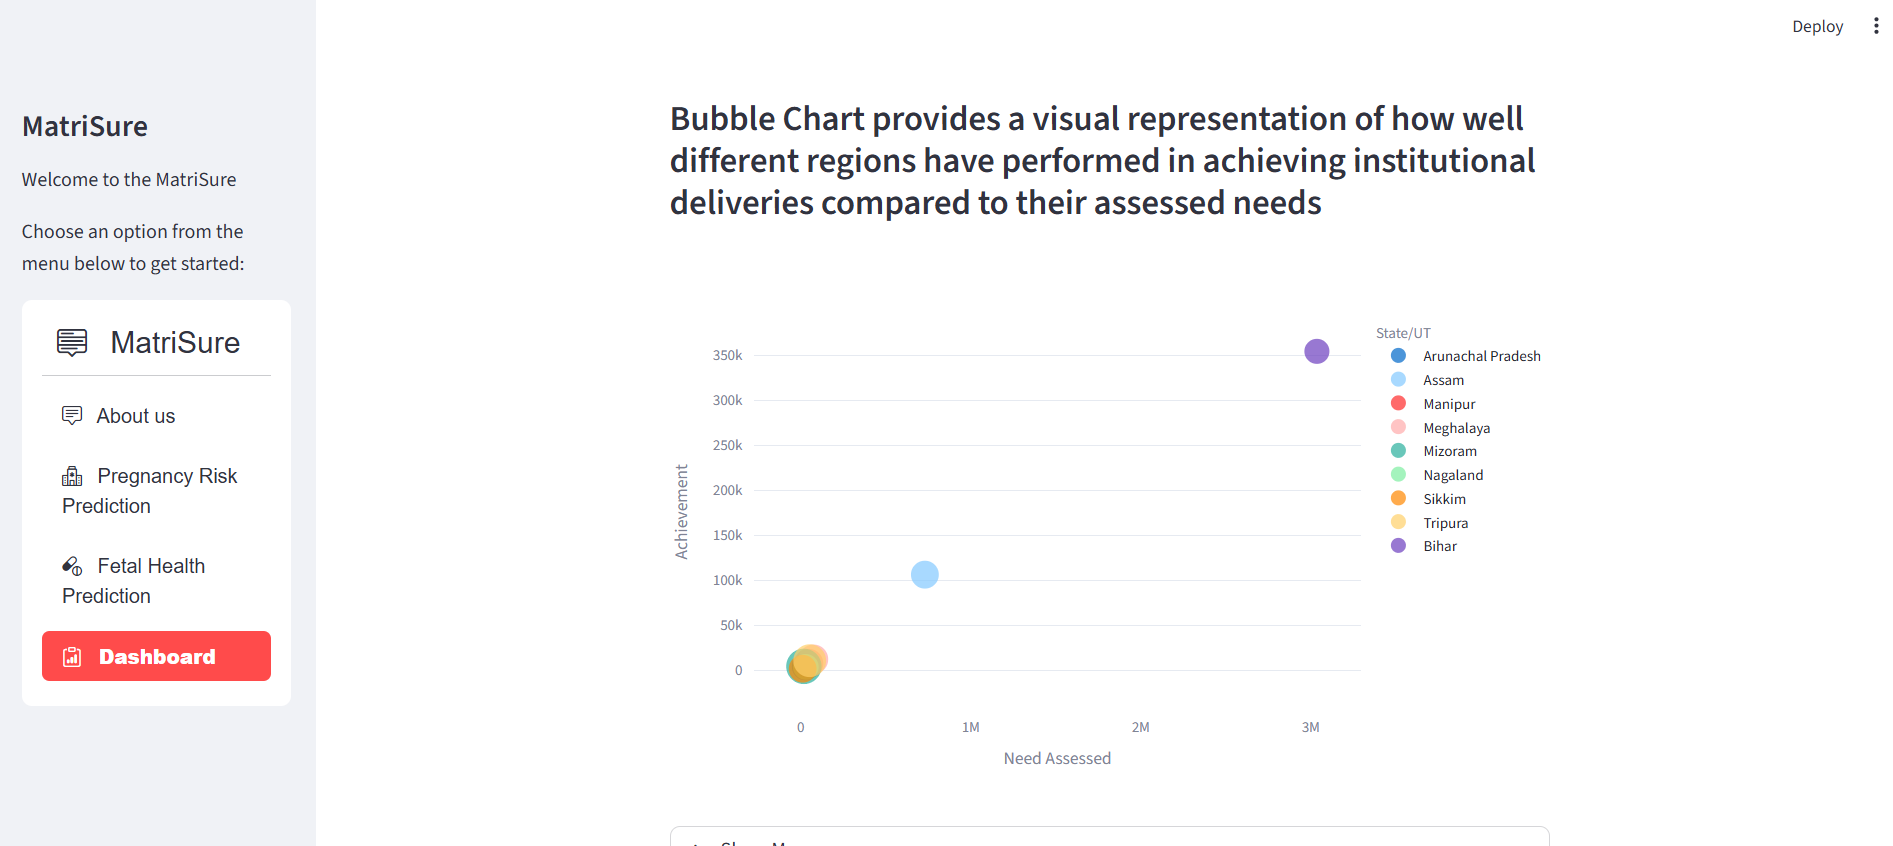 Deploy
MatriSure
Welcome to the MatriSure
Choose an option from the
menu below to get started:
MatriSure
About us
Pregnancy Risk
Prediction
Fetal Health
Prediction
Dashboard
Bubble Chart provides a visual representation of how well
different regions have performed in achieving institutional
deliveries compared to their assessed needs
350k
300k
250k
200k
150k
100k
50k
0
Achievement
0 1M 2M 3M
Need Assessed
State/UT
Arunachal Pradesh
Assam
Manipur
Meghalaya
Mizoram
Nagaland
Sikkim
Tripura
Bihar